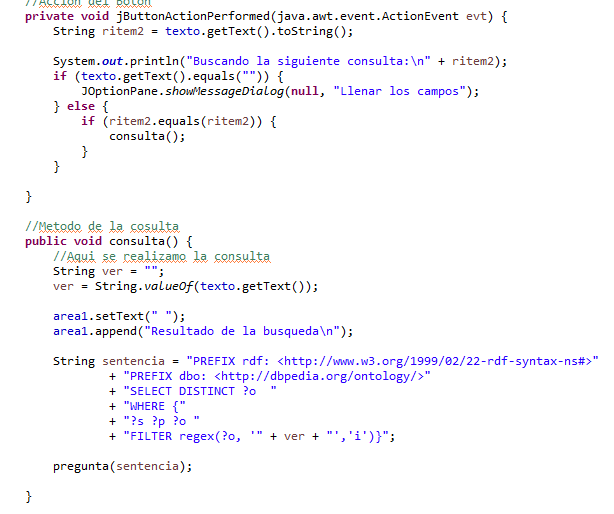 //Accion del Boton
private void jButtonActionPerformed(java.awt.event.ActionEvent evt) {
String ritem2 = texto.getText().toString();
System.out.println("Buscando la siguiente consulta:\n" + ritem2);
if (texto.getText().equals("")) {
JOptionPane.showMessageDialog(null, "Llenar los campos");
} else {
if (ritem2.equals(ritem2)) {
consulta();
}
}
}
//Metodo de la cosulta
public void consulta() {
//Aqui se realizamo la consulta
String ver = "";
ver = String.valueOf(texto.getText());
area1.setText(" ");
area1.append("Resultado de la busqueda\n");
String sentencia = "PREFIX rdf: <http://www.w3.org/1999/02/22-rdf-syntax-ns#>"
+ "PREFIX dbo: <http://dbpedia.org/ontology/>"
+ "SELECT DISTINCT ?o  "
+ "WHERE {"
+ "?s ?p ?o "
+ "FILTER regex(?o, '" + ver + "','i')}";
pregunta(sentencia);
}